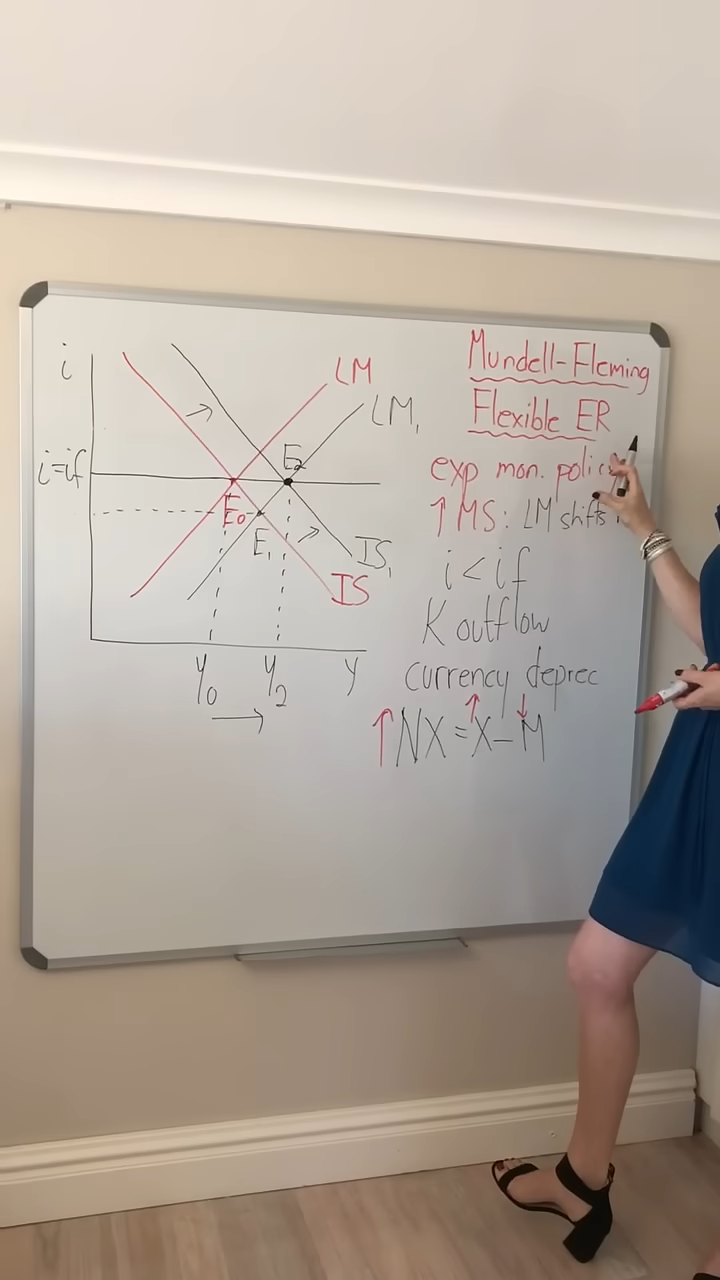 Mundell-Fleming
Flexible ER
exp mon. policy
↑MS: LM shifts
i < if
K outflow
currency deprec
↑NX = X↑ - M↓
i
LM
LM₁
i=if
E₂
E₀
E₁
IS₁
IS
Y₀ Y₂ Y